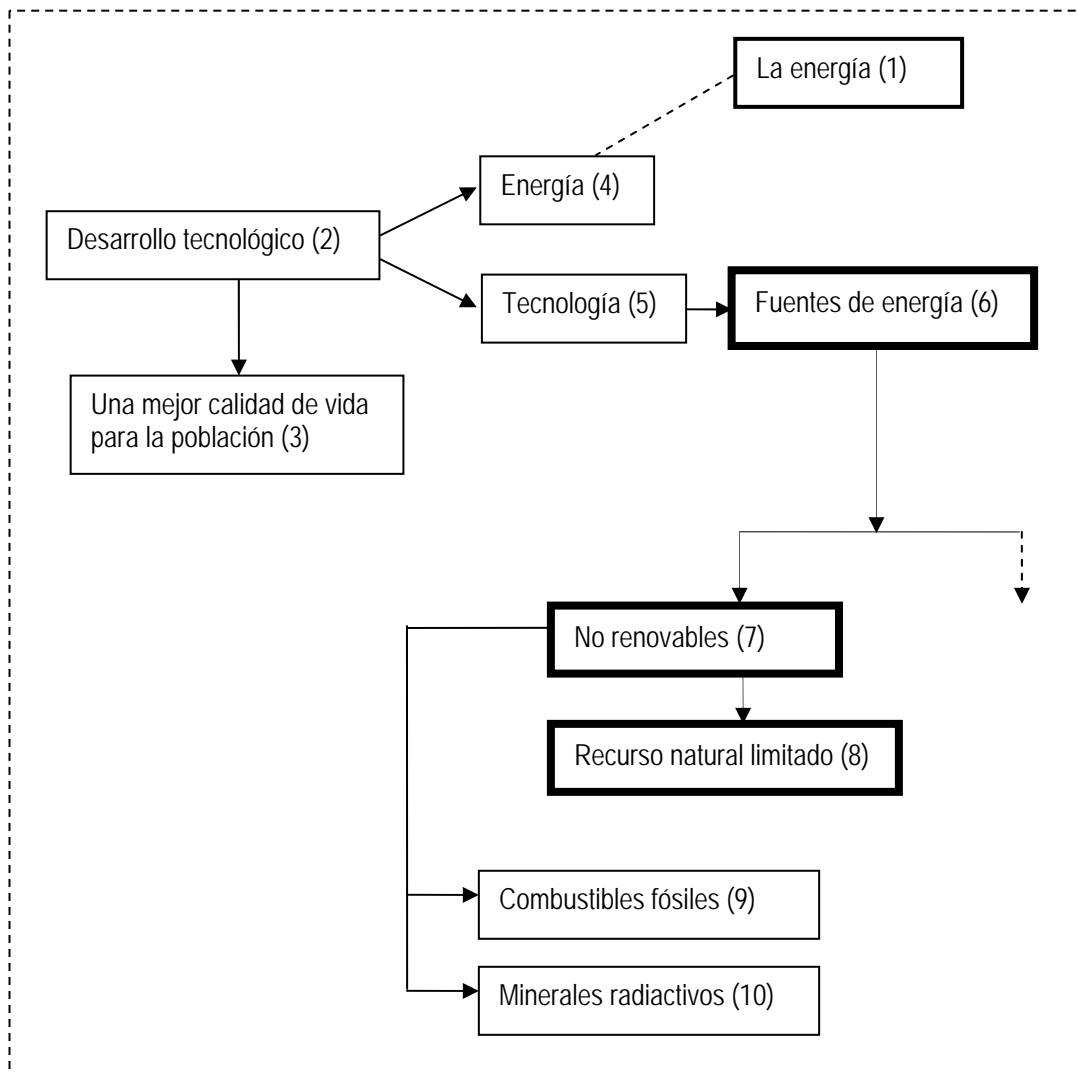 La energía (1)
Energía (4)
Desarrollo tecnológico (2)
Tecnología (5)
Fuentes de energía (6)
Una mejor calidad de vida
para la población (3)
No renovables (7)
Recurso natural limitado (8)
Combustibles fósiles (9)
Minerales radiactivos (10)